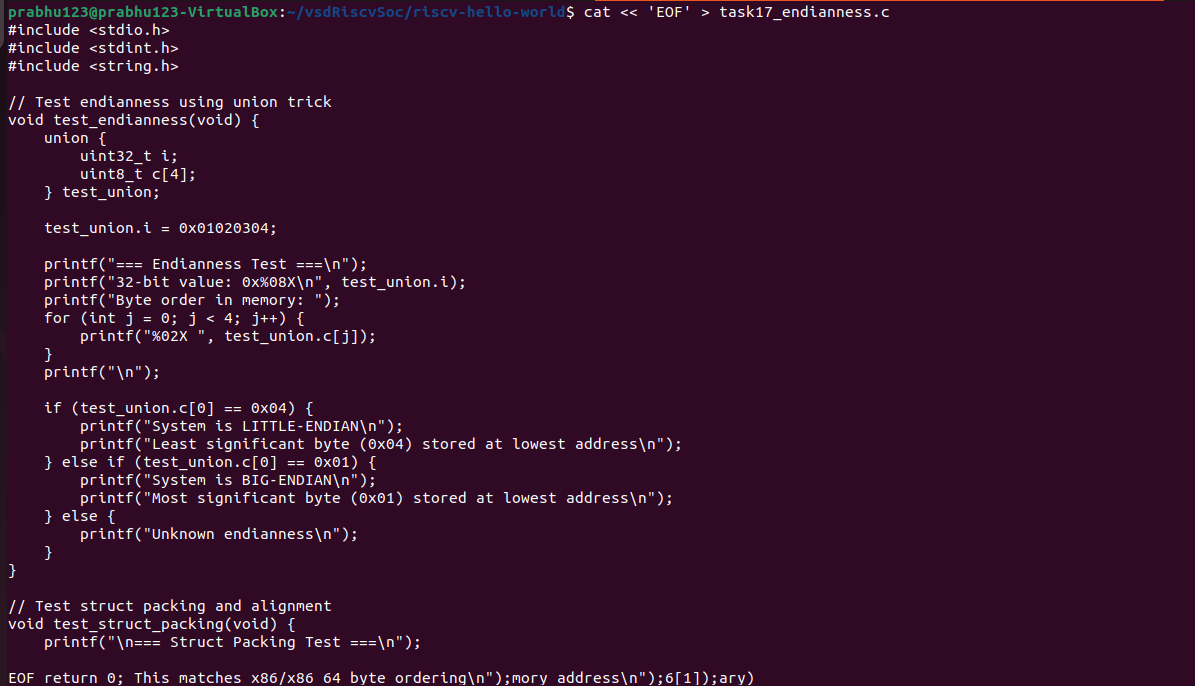 prabhu123@prabhu123-VirtualBox:~/vsdRiscvSoc/riscv-hello-world$ cat << 'EOF' > task17_endianness.c
#include <stdio.h>
#include <stdint.h>
#include <string.h>

// Test endianness using union trick
void test_endianness(void) {
    union {
        uint32_t i;
        uint8_t c[4];
    } test_union;

    test_union.i = 0x01020304;

    printf("=== Endianness Test ===\n");
    printf("32-bit value: 0x%08X\n", test_union.i);
    printf("Byte order in memory: ");
    for (int j = 0; j < 4; j++) {
        printf("%02X ", test_union.c[j]);
    }
    printf("\n");

    if (test_union.c[0] == 0x04) {
        printf("System is LITTLE-ENDIAN\n");
        printf("Least significant byte (0x04) stored at lowest address\n");
    } else if (test_union.c[0] == 0x01) {
        printf("System is BIG-ENDIAN\n");
        printf("Most significant byte (0x01) stored at lowest address\n");
    } else {
        printf("Unknown endianness\n");
    }
}

// Test struct packing and alignment
void test_struct_packing(void) {
    printf("\n=== Struct Packing Test ===\n");

EOF return 0; This matches x86/x86_64 byte ordering\n");mory address\n");6[1]);ary)